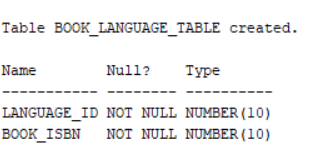 Table BOOK_LANGUAGE_TABLE created.
Name Null? Type
----------- -------- ----------
LANGUAGE_ID NOT NULL NUMBER(10)
BOOK_ISBN NOT NULL NUMBER(10)